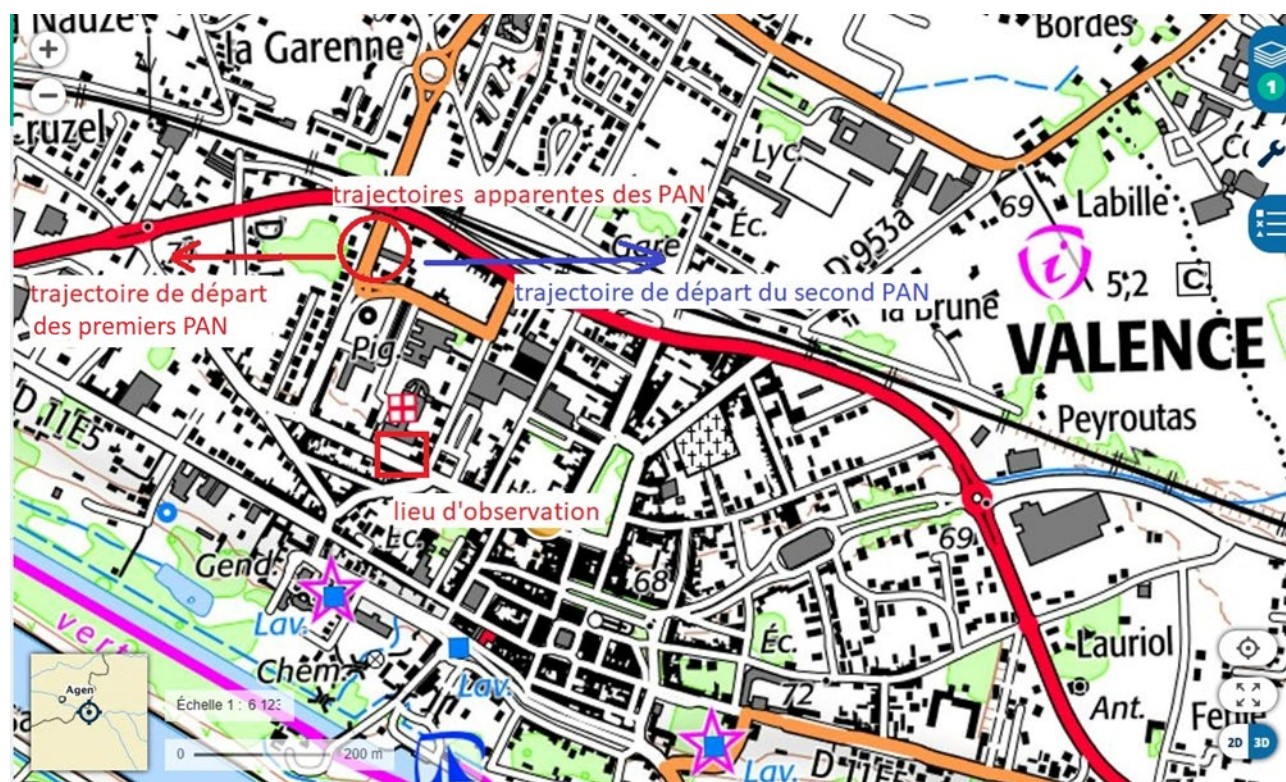 Nauze
la Garenne
Bordes
+
1
−
Cruzel
Lyc.
trajectoires apparentes des PAN
69
Labille
Éc.
Gare
D 953a
trajectoire de départ
des premiers PAN
trajectoire de départ du second PAN
5;2
C
la Brune
Pig.
VALENCE
D 11E5
Peyroutas
lieu d'observation
Éc.
69
Gend.
68
Lav.
vert
Chem.
Lav.
Éc.
Lauriol
Agen
Échelle 1 : 6 123
72
Ant.
0
200 m
2D
3D
Lav.
D 11E5